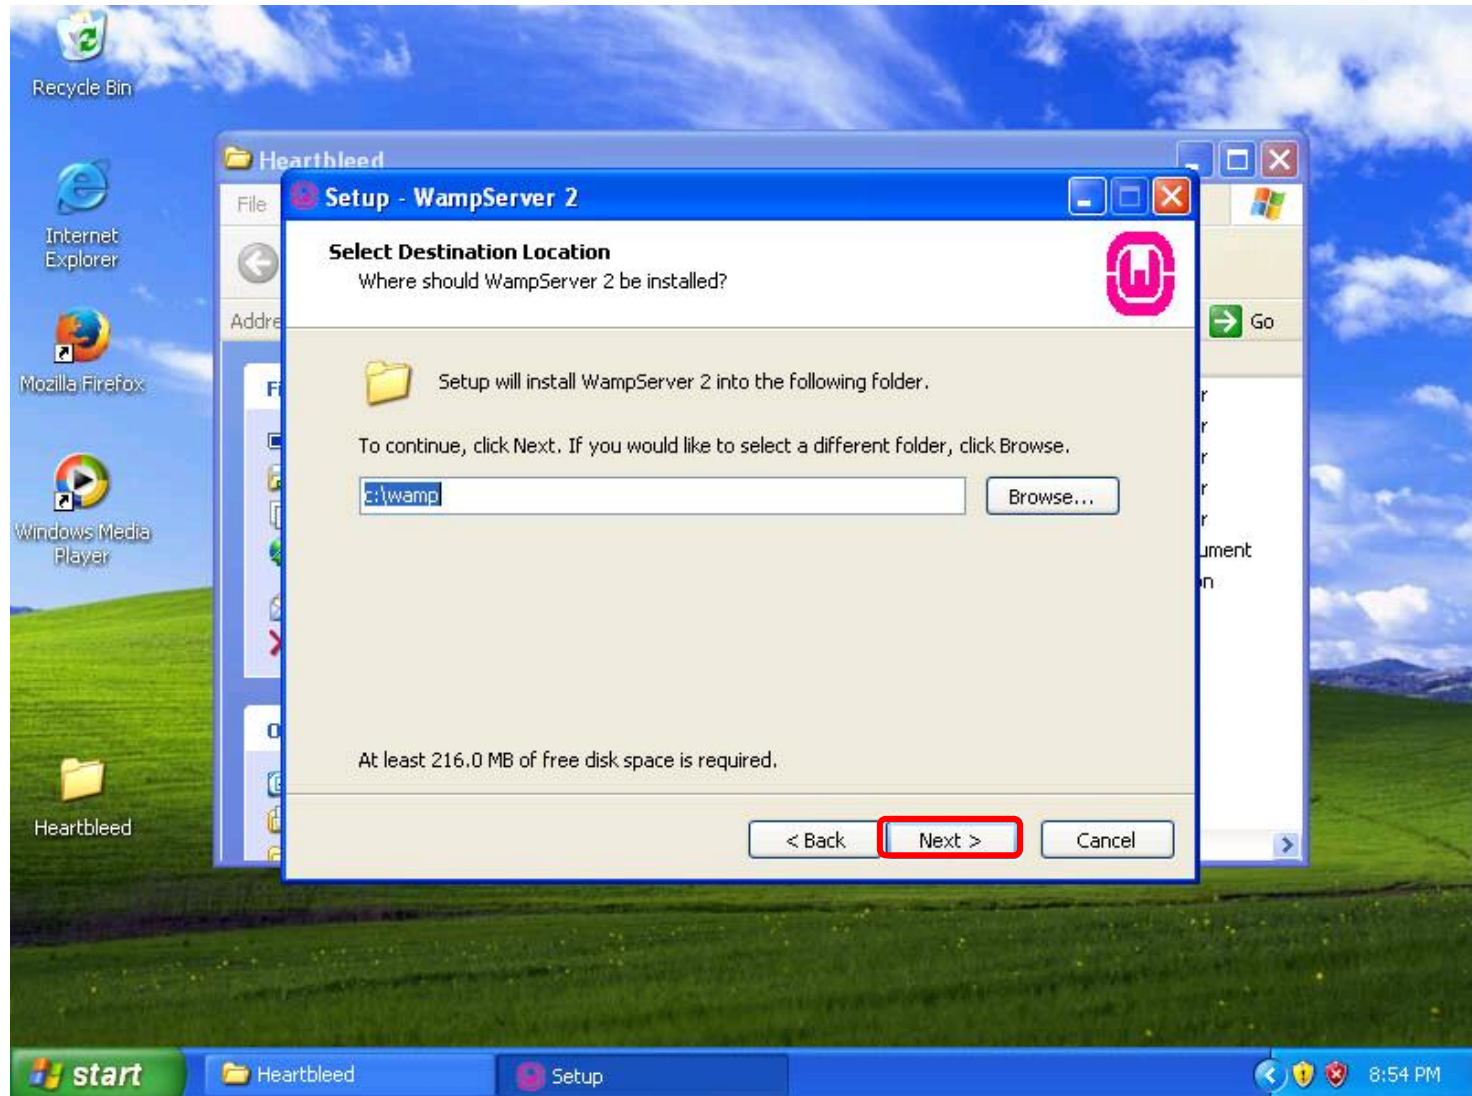 Recycle Bin
Internet
Explorer
Mozilla Firefox
Windows Media
Player
Heartbleed
Heartbleed
File
Addre
Go
Setup - WampServer 2
Select Destination Location
Where should WampServer 2 be installed?
Setup will install WampServer 2 into the following folder.
To continue, click Next. If you would like to select a different folder, click Browse.
c:\wamp
Browse...
At least 216.0 MB of free disk space is required.
< Back
Next >
Cancel
r
r
r
r
r
ument
on
start
Heartbleed
Setup
8:54 PM